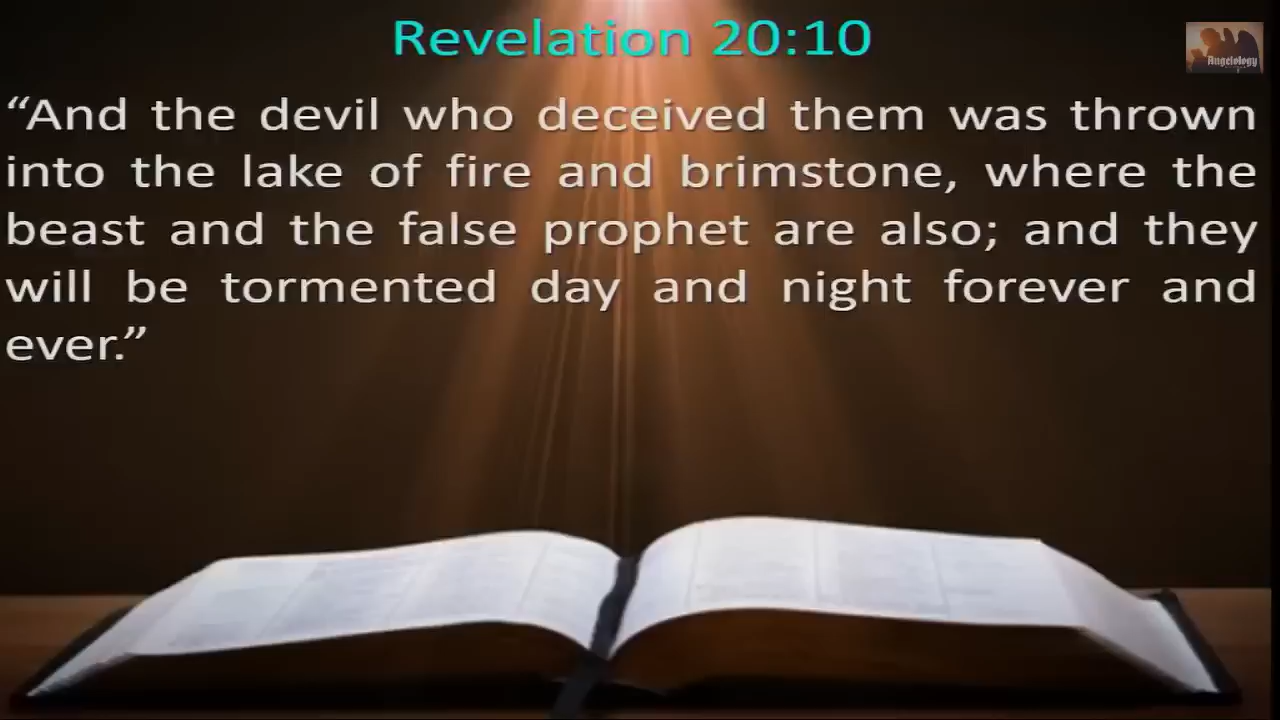 Revelation 20:10
Angelology
“And the devil who deceived them was thrown
into the lake of fire and brimstone, where the
beast and the false prophet are also; and they
will be tormented day and night forever and
ever.”